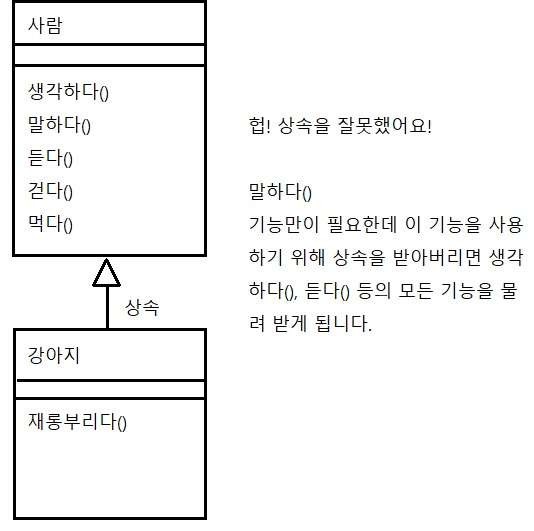 사람
생각하다()
말하다()
듣다()
걷다()
먹다()
상속
강아지
재롱부리다()
헙! 상속을 잘못했어요!
말하다()
기능만이 필요한데 이 기능을 사용
하기 위해 상속을 받아버리면 생각
하다(), 듣다() 등의 모든 기능을 물
려 받게 됩니다.